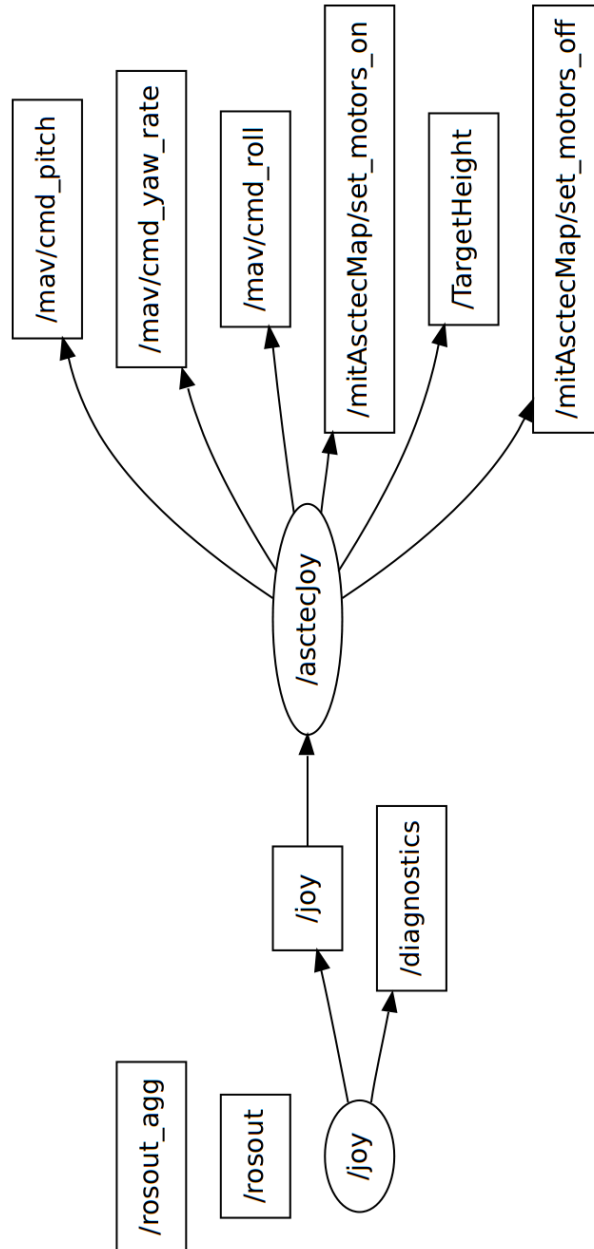 /rosout_agg
/rosout
/joy
/joy
/diagnostics
/asctecJoy
/mav/cmd_pitch
/mav/cmd_yaw_rate
/mav/cmd_roll
/mitAsctecMap/set_motors_on
/TargetHeight
/mitAsctecMap/set_motors_off